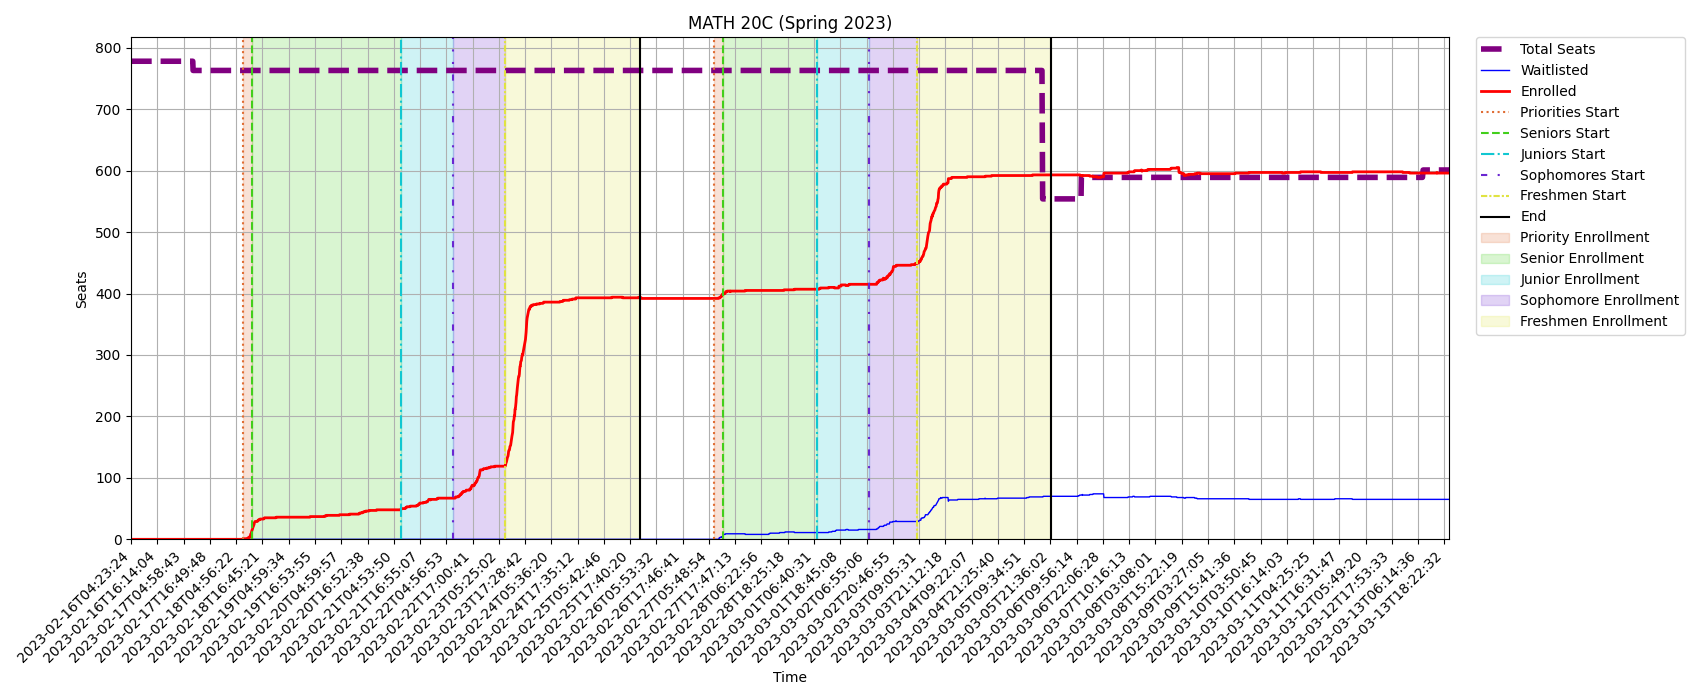 MATH 20C (Spring 2023)
Seats
800
700
600
500
400
300
200
100
0
2023-02-16T04:23:24
2023-02-16T16:14:04
2023-02-17T04:58:43
2023-02-17T16:49:48
2023-02-18T04:56:22
2023-02-18T16:45:21
2023-02-19T04:59:34
2023-02-19T16:53:55
2023-02-20T04:59:57
2023-02-20T16:52:38
2023-02-21T04:53:50
2023-02-21T16:55:07
2023-02-22T04:56:53
2023-02-22T17:00:41
2023-02-23T05:25:02
2023-02-23T17:28:42
2023-02-24T05:36:20
2023-02-24T17:35:12
2023-02-25T05:42:46
2023-02-25T17:40:20
2023-02-26T05:53:32
2023-02-26T17:46:41
2023-02-27T05:48:54
2023-02-27T17:47:13
2023-02-28T06:22:56
2023-02-28T18:25:18
2023-03-01T06:40:31
2023-03-01T18:45:08
2023-03-02T06:55:06
2023-03-02T20:46:55
2023-03-03T09:05:31
2023-03-03T21:12:18
2023-03-04T09:22:07
2023-03-04T21:25:40
2023-03-05T09:34:51
2023-03-05T21:36:02
2023-03-06T09:56:14
2023-03-06T22:06:28
2023-03-07T10:16:13
2023-03-08T03:08:01
2023-03-08T15:22:19
2023-03-09T03:27:05
2023-03-09T15:41:36
2023-03-10T03:50:45
2023-03-10T16:14:03
2023-03-11T04:25:25
2023-03-11T16:31:47
2023-03-12T05:49:20
2023-03-12T17:53:33
2023-03-13T06:14:36
2023-03-13T18:22:32
Time
Total Seats
Waitlisted
Enrolled
Priorities Start
Seniors Start
Juniors Start
Sophomores Start
Freshmen Start
End
Priority Enrollment
Senior Enrollment
Junior Enrollment
Sophomore Enrollment
Freshmen Enrollment